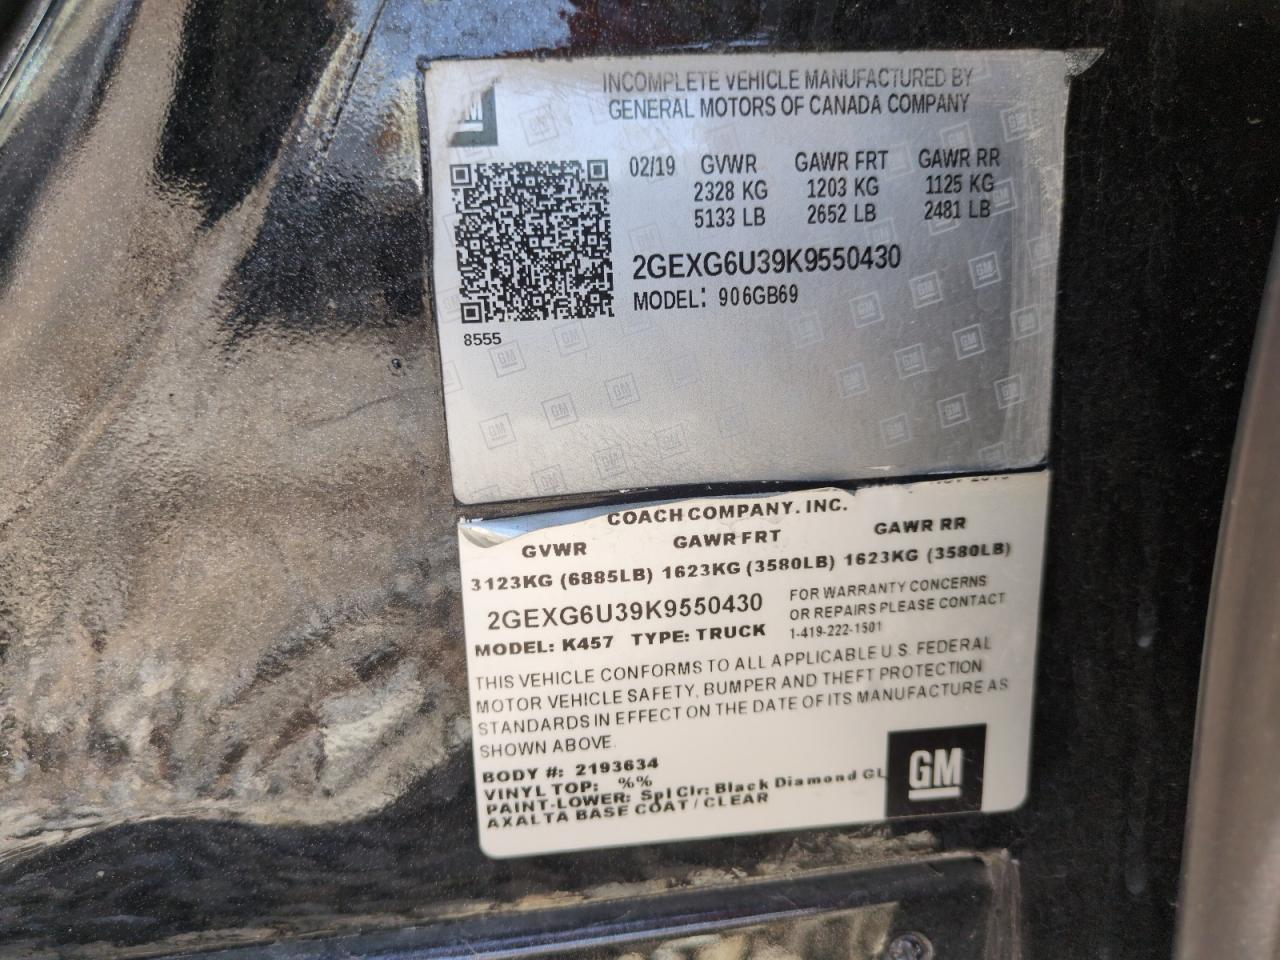 INCOMPLETE VEHICLE MANUFACTURED BY
GENERAL MOTORS OF CANADA COMPANY
02/19 GVWR GAWR FRT GAWR RR
2328 KG 1203 KG 1125 KG
5133 LB 2652 LB 2481 LB
2GEXG6U39K9550430
MODEL: 906GB69
8555
COACH COMPANY. INC.
GVWR GAWR FRT GAWR RR
3123KG (6885LB) 1623KG (3580LB) 1623KG (3580LB)
2GEXG6U39K9550430
MODEL: K457 TYPE: TRUCK
FOR WARRANTY CONCERNS
OR REPAIRS PLEASE CONTACT
1-419-222-1501
THIS VEHICLE CONFORMS TO ALL APPLICABLE U.S. FEDERAL
MOTOR VEHICLE SAFETY, BUMPER AND THEFT PROTECTION
STANDARDS IN EFFECT ON THE DATE OF ITS MANUFACTURE AS
SHOWN ABOVE.
BODY #: 2193634
VINYL TOP: %%
PAINT-LOWER: Spl Clr: Black Diamond GL
AXALTA BASE COAT / CLEAR
GM